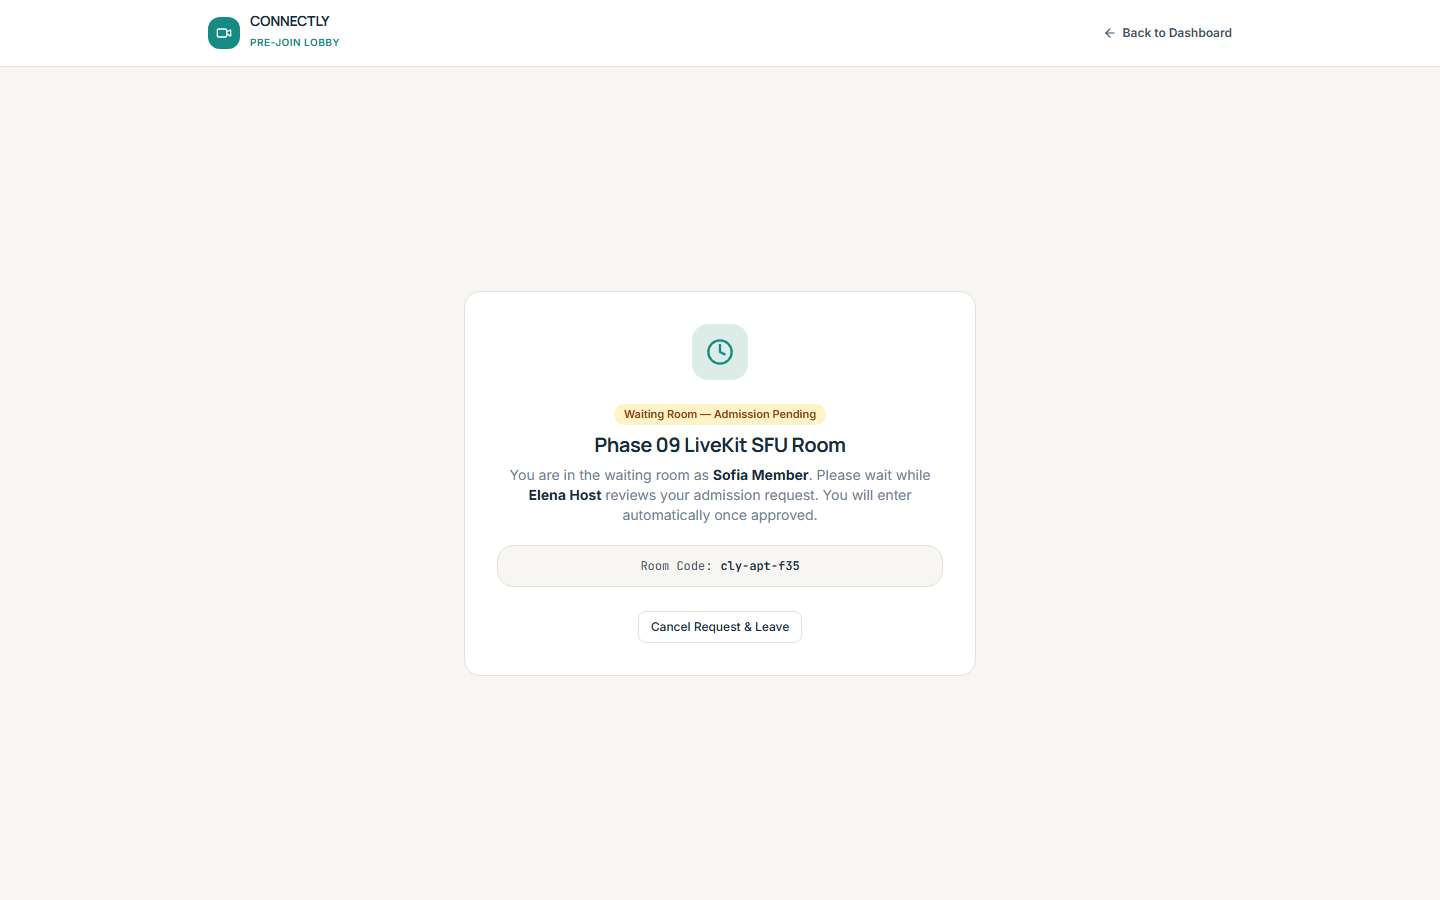 CONNECTLY
PRE-JOIN LOBBY
Back to Dashboard
Waiting Room — Admission Pending
Phase 09 LiveKit SFU Room
You are in the waiting room as Sofia Member. Please wait while
Elena Host reviews your admission request. You will enter
automatically once approved.
Room Code: cly-apt-f35
Cancel Request & Leave